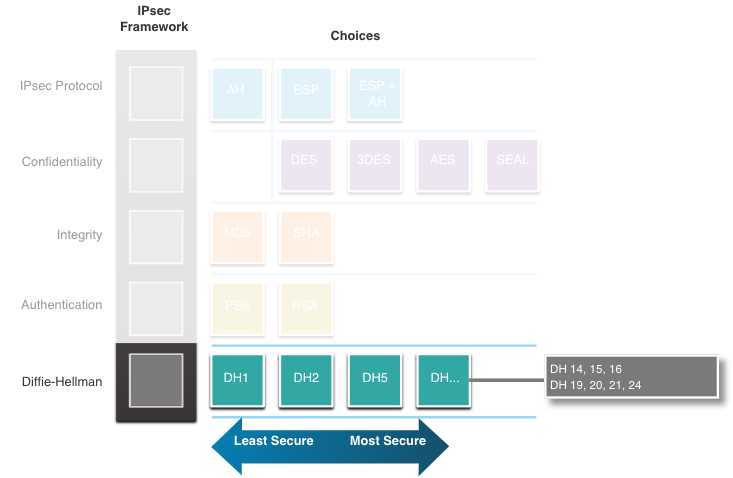 IPsec
Framework
Choices
IPsec Protocol
AH
ESP
ESP +
AH
Confidentiality
DES
3DES
AES
SEAL
Integrity
MD5
SHA
Authentication
PSK
RSA
Diffie-Hellman
DH1
DH2
DH5
DH...
DH 14, 15, 16
DH 19, 20, 21, 24
Least Secure
Most Secure